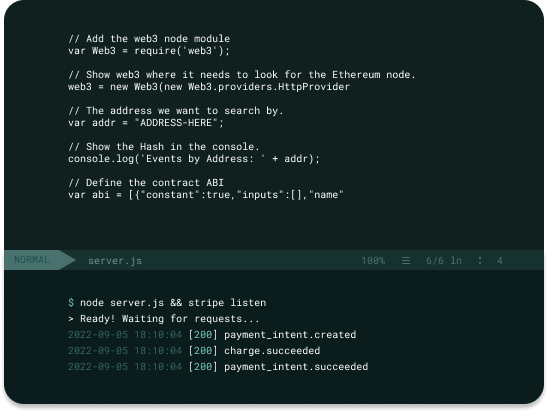 // Add the web3 node module
var Web3 = require('web3');
// Show web3 where it needs to look for the Ethereum node.
web3 = new Web3(new Web3.providers.HttpProvider
// The address we want to search by.
var addr = "ADDRESS-HERE";
// Show the Hash in the console.
console.log('Events by Address: ' + addr);
// Define the contract ABI
var abi = [{"constant":true,"inputs":[],"name"
NORMAL server.js 100% ☰ 6/6 ln : 4
$ node server.js && stripe listen
> Ready! Waiting for requests...
2022-09-05 18:10:04 [200] payment_intent.created
2022-09-05 18:10:04 [200] charge.succeeded
2022-09-05 18:10:04 [200] payment_intent.succeeded